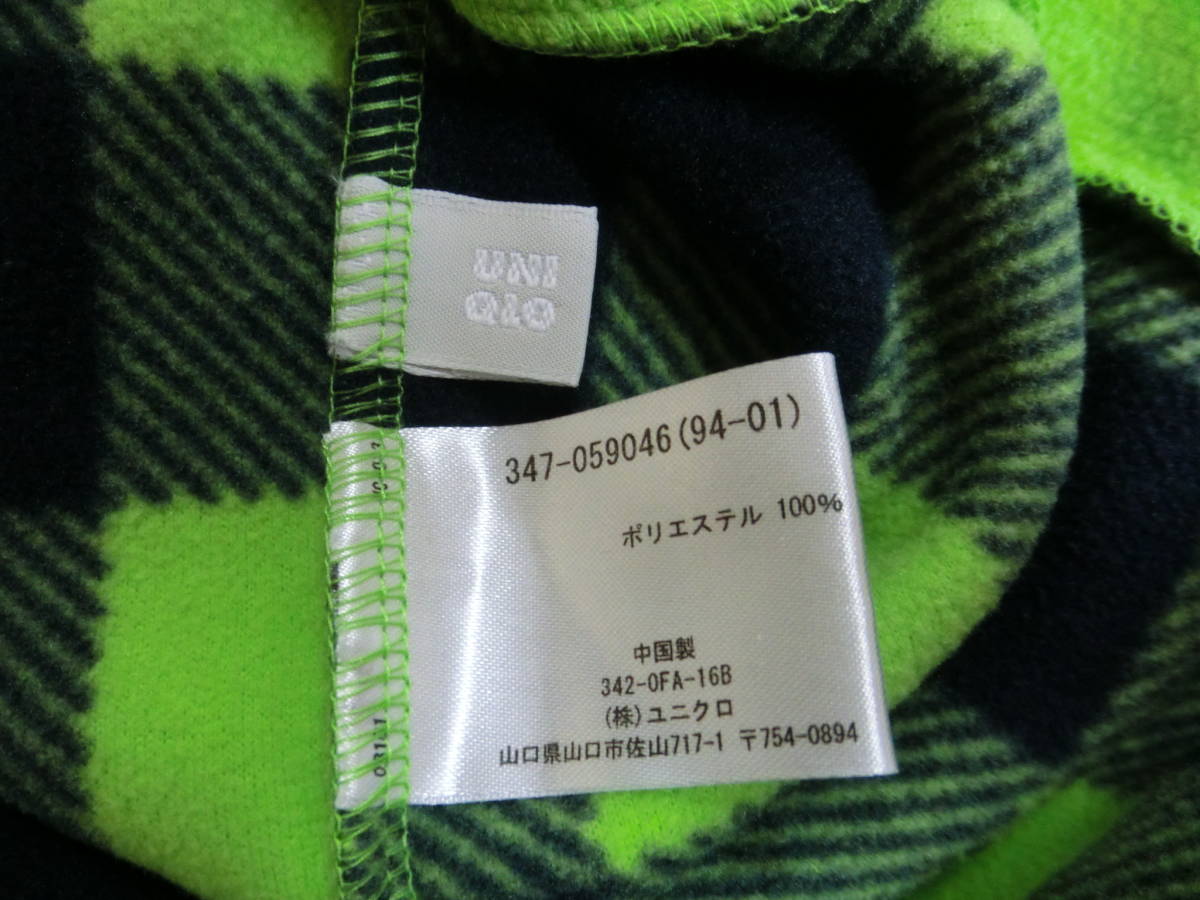 UNI
QLO
347-059046(94-01)
ポリエステル 100%
中国製
342-0FA-16B
(株)ユニクロ
山口県山口市佐山717-1 〒754-0894